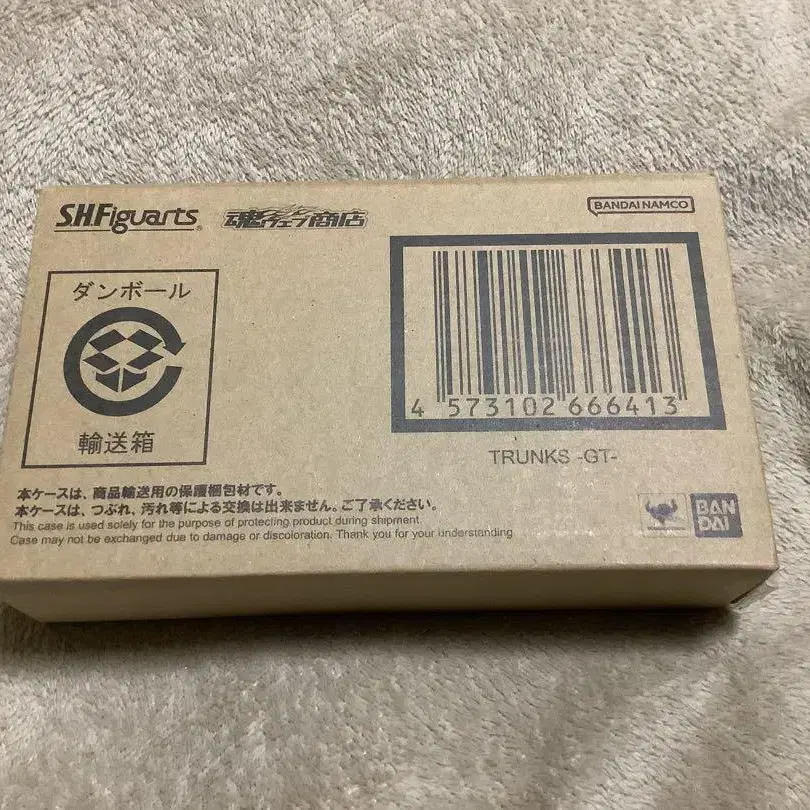 S.H.Figuarts®
魂ウェブ商店
BANDAI NAMCO
ダンボール
輸送箱
4 573102 666413
TRUNKS -GT-
本ケースは、商品輸送用の保護梱包材です。
本ケースは、つぶれ、汚れ等による交換は出来ません。ご了承ください。
This case is used solely for the purpose of protecting product during shipment.
Case may not be exchanged due to damage or discoloration. Thank you for your understanding.
BAN
DAI